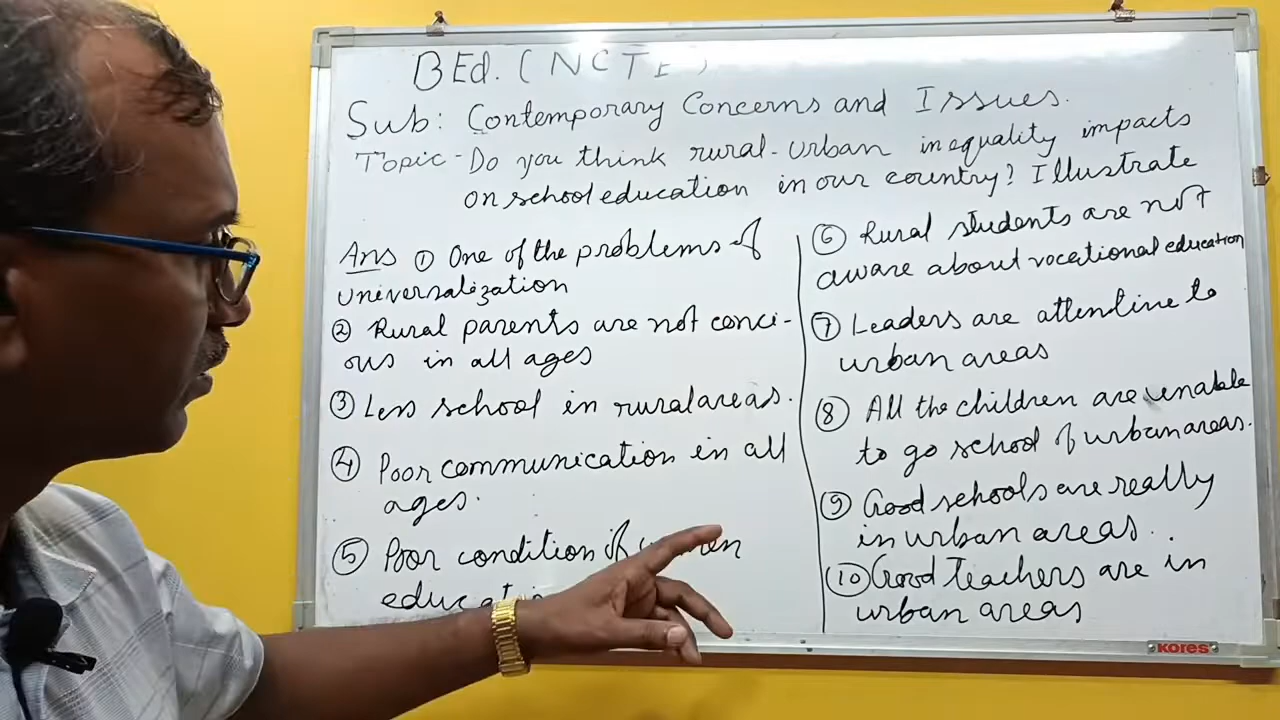 BEd. (NCTE)
Sub: Contemporary Concerns and Issues.
Topic - Do you think rural-urban inequality impacts
on school education in our country? Illustrate
Ans ① One of the problems of
universalization
② Rural parents are not conci-
ous in all ages
③ Less school in rural areas.
④ Poor communication in all
ages.
⑤ Poor condition of women
education
⑥ Rural students are not
aware about vocational education
⑦ Leaders are attentive to
urban areas
⑧ All the children are unable
to go school of urban areas.
⑨ Good schools are really
in urban areas.
⑩ Good teachers are in
urban areas
KORES